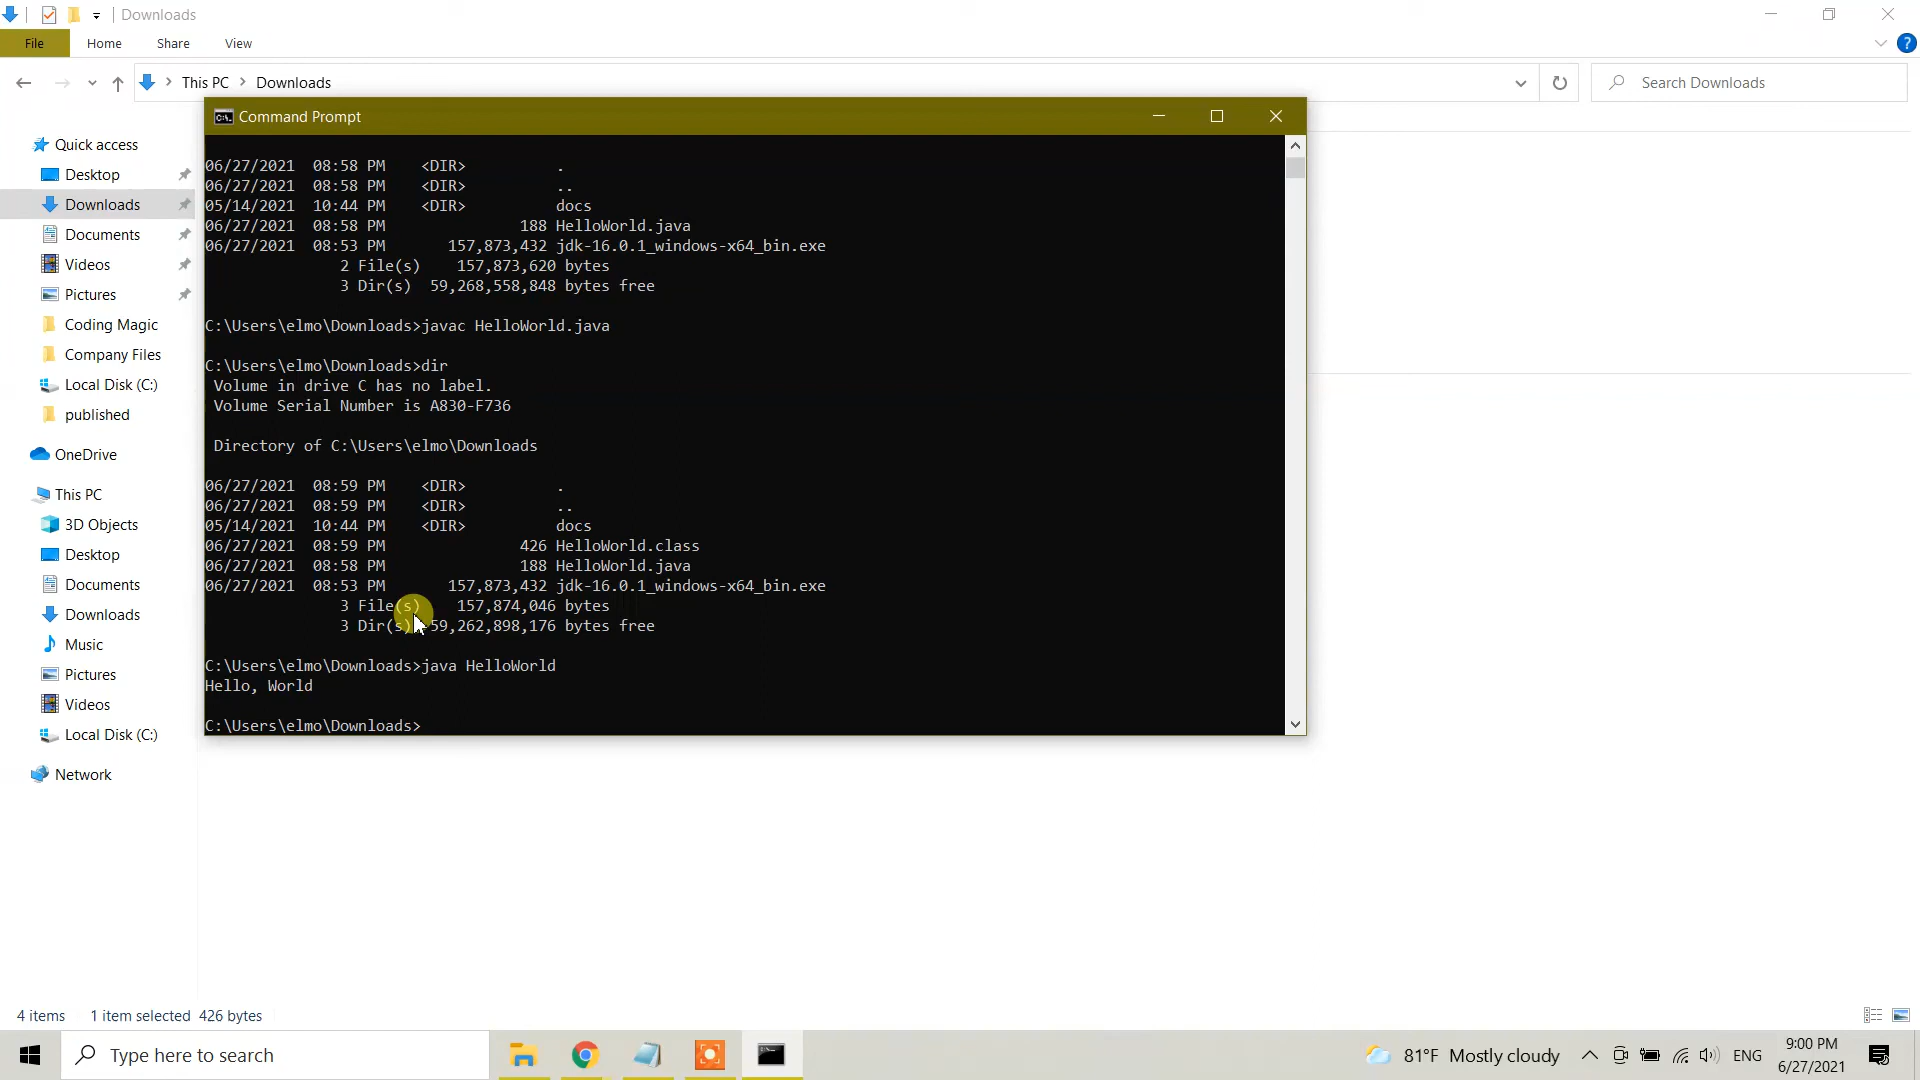 Downloads
File Home Share View
This PC > Downloads
Search Downloads
Command Prompt
06/27/2021  08:58 PM    <DIR>          .
06/27/2021  08:58 PM    <DIR>          ..
05/14/2021  10:44 PM    <DIR>          docs
06/27/2021  08:58 PM               188 HelloWorld.java
06/27/2021  08:53 PM       157,873,432 jdk-16.0.1_windows-x64_bin.exe
2 File(s)    157,873,620 bytes
3 Dir(s)  59,268,558,848 bytes free
C:\Users\elmo\Downloads>javac HelloWorld.java
C:\Users\elmo\Downloads>dir
Volume in drive C has no label.
Volume Serial Number is A830-F736
Directory of C:\Users\elmo\Downloads
06/27/2021  08:59 PM    <DIR>          .
06/27/2021  08:59 PM    <DIR>          ..
05/14/2021  10:44 PM    <DIR>          docs
06/27/2021  08:59 PM               426 HelloWorld.class
06/27/2021  08:58 PM               188 HelloWorld.java
06/27/2021  08:53 PM       157,873,432 jdk-16.0.1_windows-x64_bin.exe
3 File(s)    157,874,046 bytes
3 Dir(s)  59,262,898,176 bytes free
C:\Users\elmo\Downloads>java HelloWorld
Hello, World
C:\Users\elmo\Downloads>
Quick access
Desktop
Downloads
Documents
Videos
Pictures
Coding Magic
Company Files
Local Disk (C:)
published
OneDrive
This PC
3D Objects
Desktop
Documents
Downloads
Music
Pictures
Videos
Local Disk (C:)
Network
4 items 1 item selected 426 bytes
Type here to search
81°F Mostly cloudy
ENG
9:00 PM
6/27/2021